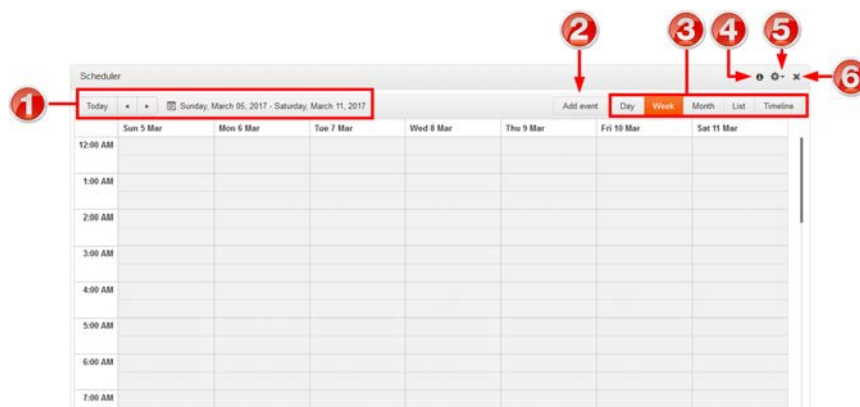 2 3 4 5
Scheduler
6
1
Today Sunday, March 05, 2017 - Saturday, March 11, 2017 Add event Day Week Month List Timeline
Sun 5 Mar Mon 6 Mar Tue 7 Mar Wed 8 Mar Thu 9 Mar Fri 10 Mar Sat 11 Mar
12:00 AM
1:00 AM
2:00 AM
3:00 AM
4:00 AM
5:00 AM
6:00 AM
7:00 AM